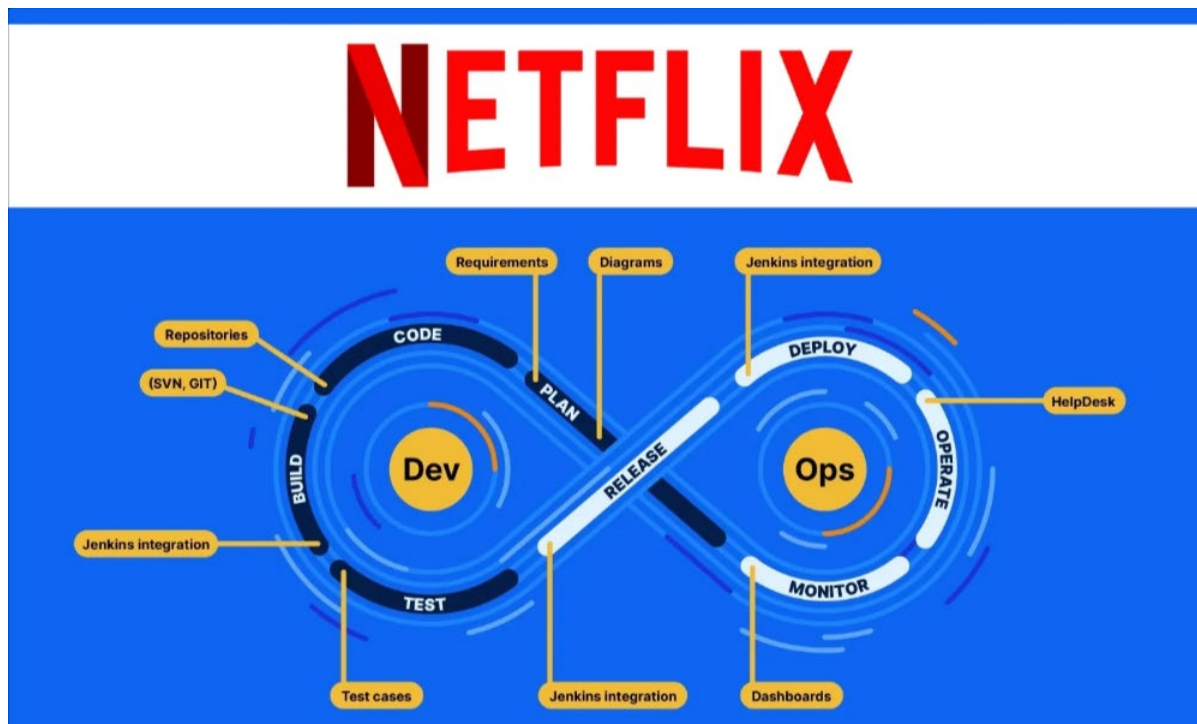 NETFLIX
Requirements
Diagrams
Jenkins integration
Repositories
CODE
DEPLOY
(SVN, GIT)
PLAN
HelpDesk
Dev
RELEASE
Ops
OPERATE
BUILD
Jenkins integration
TEST
MONITOR
Test cases
Jenkins integration
Dashboards